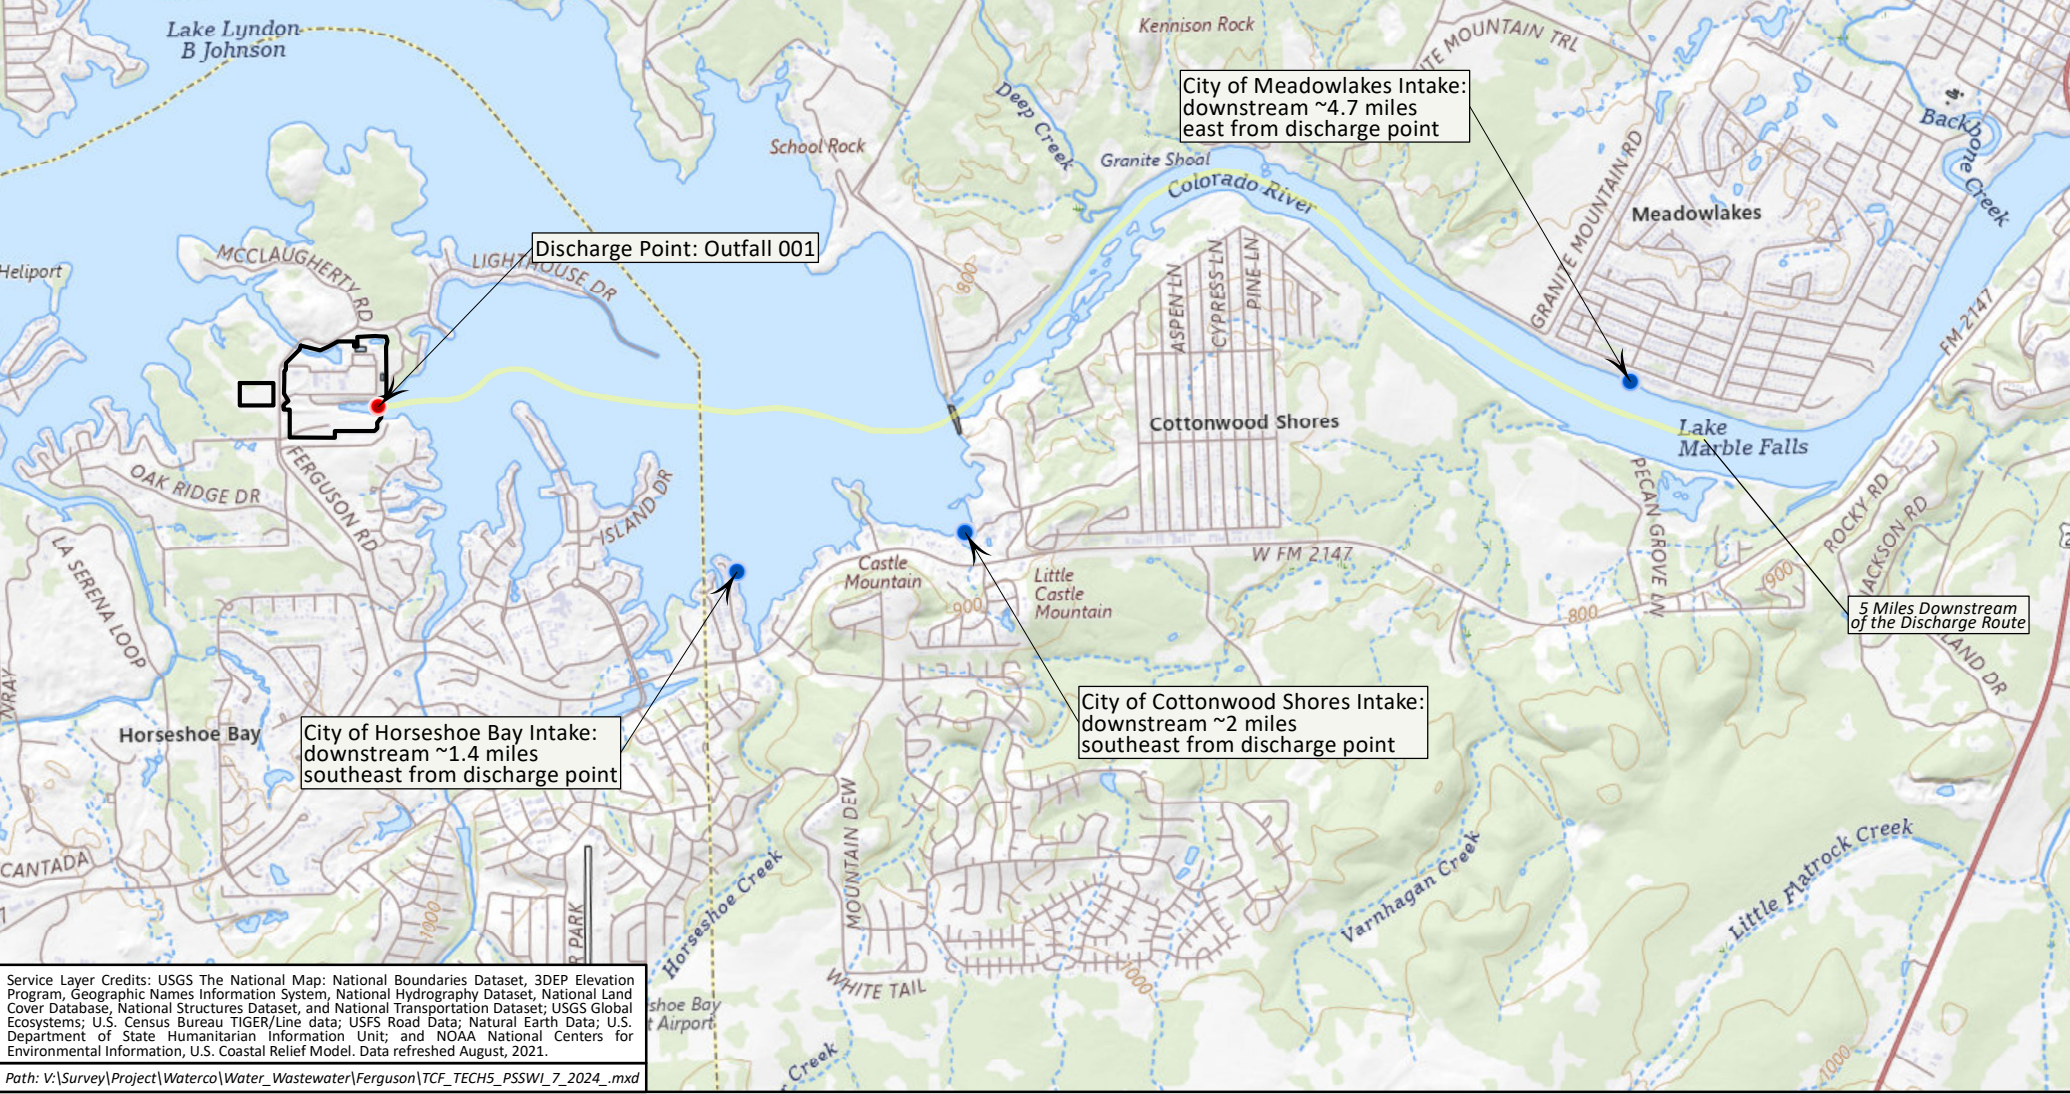 Lake Lyndon
B Johnson
Kennison Rock
Deep Creek
School Rock
Granite Shoal
Colorado River
City of Meadowlakes Intake:
downstream ~4.7 miles
east from discharge point
ITE MOUNTAIN TRL
GRANITE MOUNTAIN RD
Meadowlakes
Backbone Creek
FM 2147
Heliport
MCCLAUGHERTY RD
LIGHTHOUSE DR
Discharge Point: Outfall 001
800
ASPEN LN
CYPRESS LN
PINE LN
Cottonwood Shores
Lake
Marble Falls
OAK RIDGE DR
FERGUSON RD
ISLAND DR
LA SERENA LOOP
Castle
Mountain
Little
Castle
Mountain
900
W FM 2147
PECAN GROVE LN
ROCKY RD
JACKSON RD
900
800
5 Miles Downstream
of the Discharge Route
LAND DR
Horseshoe Bay
City of Horseshoe Bay Intake:
downstream ~1.4 miles
southeast from discharge point
City of Cottonwood Shores Intake:
downstream ~2 miles
southeast from discharge point
CANTADA
1000
R PARK
Horseshoe Creek
MOUNTAIN DEW
WHITE TAIL
1000
Varnhagan Creek
Little Flatrock Creek
1000
shoe Bay
t Airport
Creek
Service Layer Credits: USGS The National Map: National Boundaries Dataset, 3DEP Elevation
Program, Geographic Names Information System, National Hydrography Dataset, National Land
Cover Database, National Structures Dataset, and National Transportation Dataset; USGS Global
Ecosystems; U.S. Census Bureau TIGER/Line data; USFS Road Data; Natural Earth Data; U.S.
Department of State Humanitarian Information Unit; and NOAA National Centers for
Environmental Information, U.S. Coastal Relief Model. Data refreshed August, 2021.
Path: V:\Survey\Project\Waterco\Water_Wastewater\Ferguson\TCF_TECH5_PSSWI_7_2024_.mxd